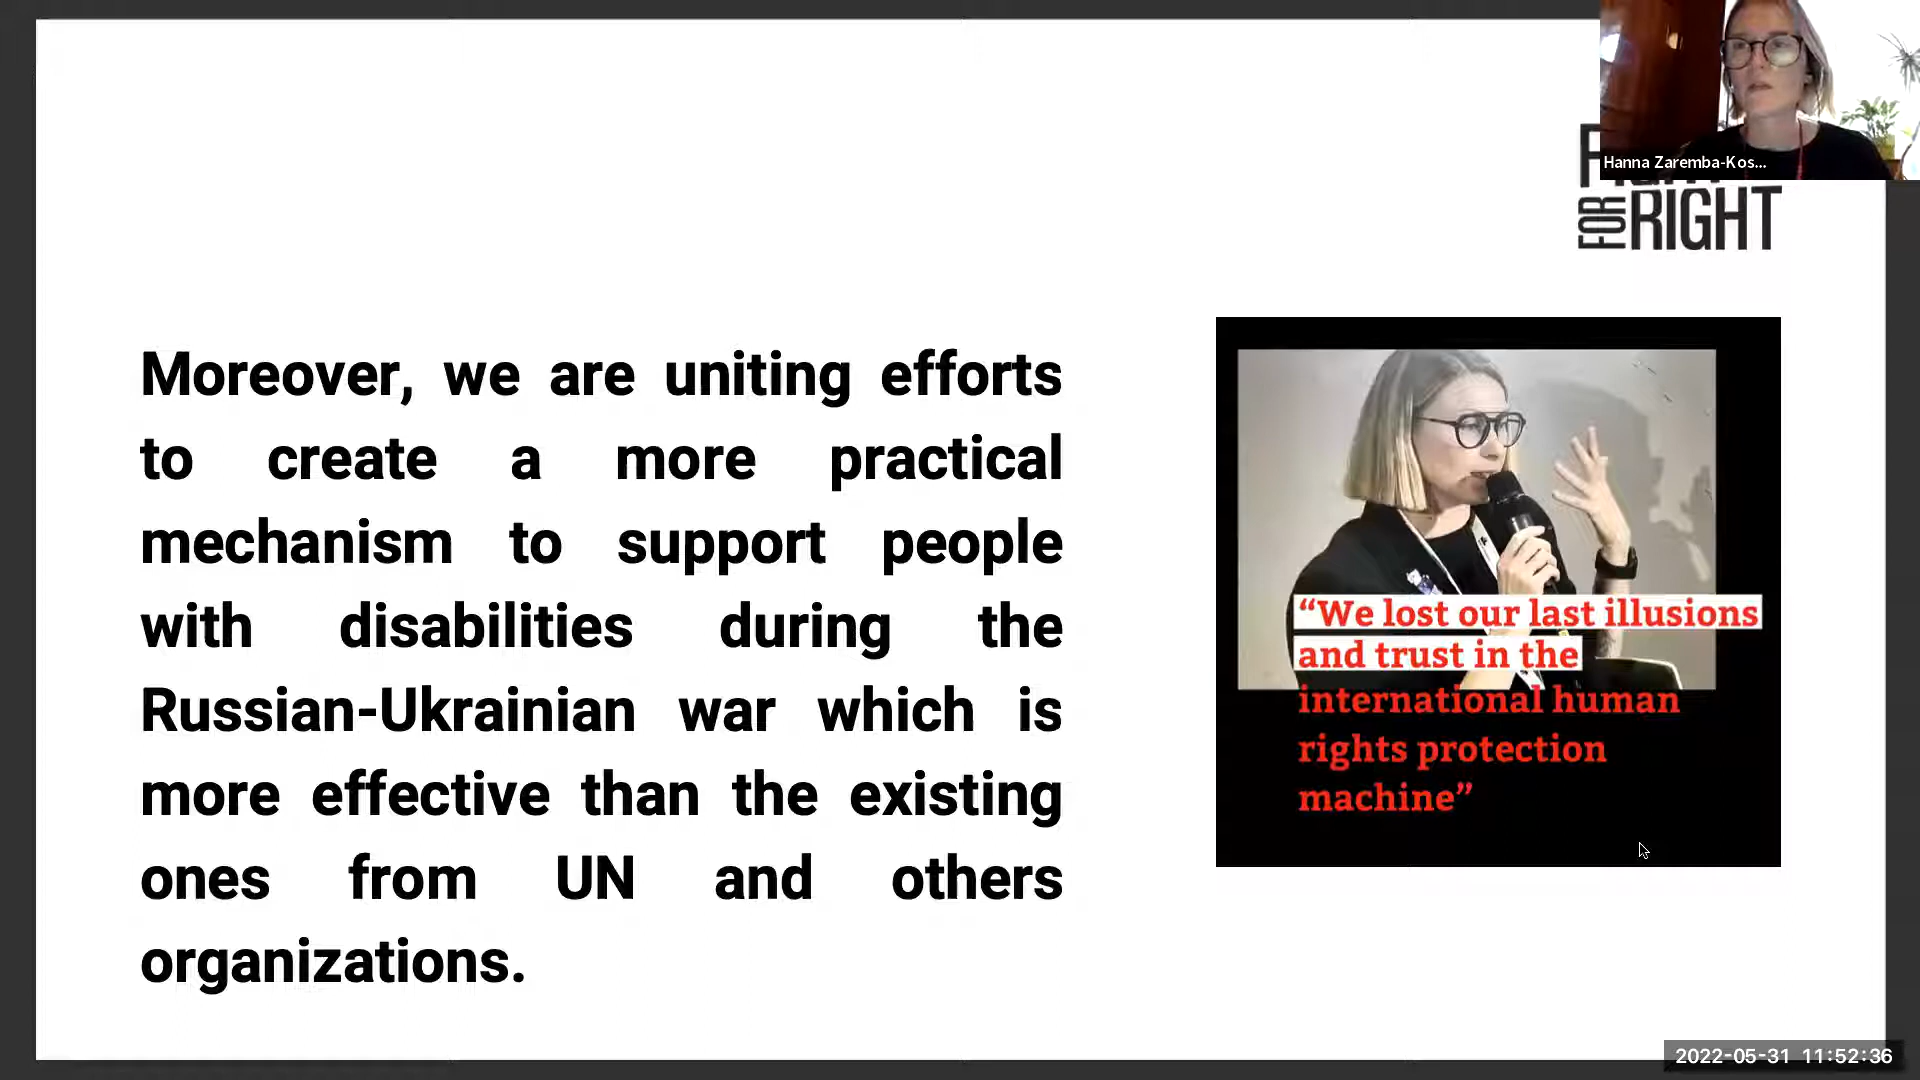 Hanna Zaremba-Kos...
FOR RIGHT
Moreover, we are uniting efforts
to create a more practical
mechanism to support people
with disabilities during the
Russian-Ukrainian war which is
more effective than the existing
ones from UN and others
organizations.
“We lost our last illusions
and trust in the
international human
rights protection
machine”
2022-05-31 11:52:36